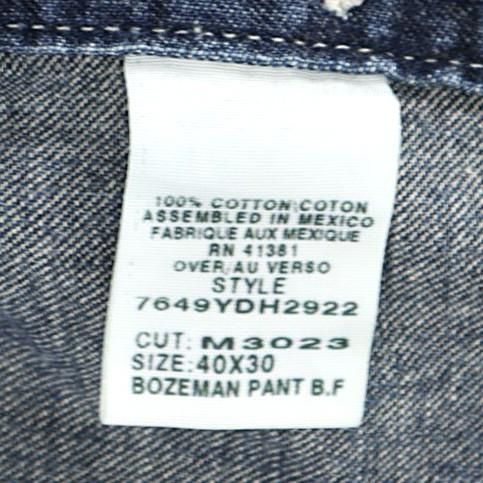 100% COTTON\COTON
ASSEMBLED IN MEXICO
FABRIQUE AUX MEXIQUE
RN 41381
OVER/AU VERSO
STYLE
7649YDH2922
CUT: M3023
SIZE: 40X30
BOZEMAN PANT B.F